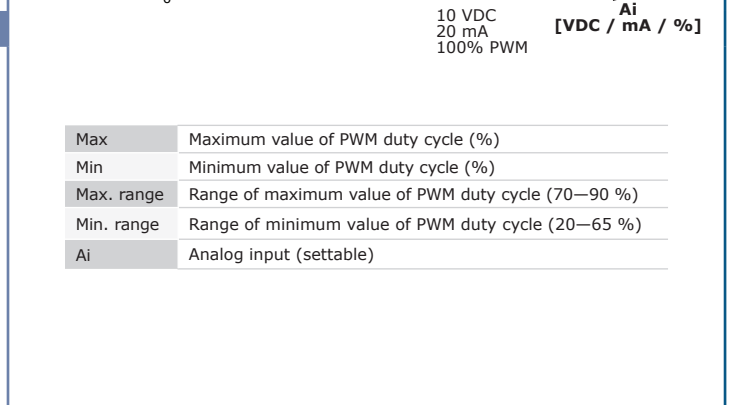 0
10 VDC
20 mA
100% PWM
Ai
[VDC / mA / %]
Max Maximum value of PWM duty cycle (%)
Min Minimum value of PWM duty cycle (%)
Max. range Range of maximum value of PWM duty cycle (70—90 %)
Min. range Range of minimum value of PWM duty cycle (20—65 %)
Ai Analog input (settable)